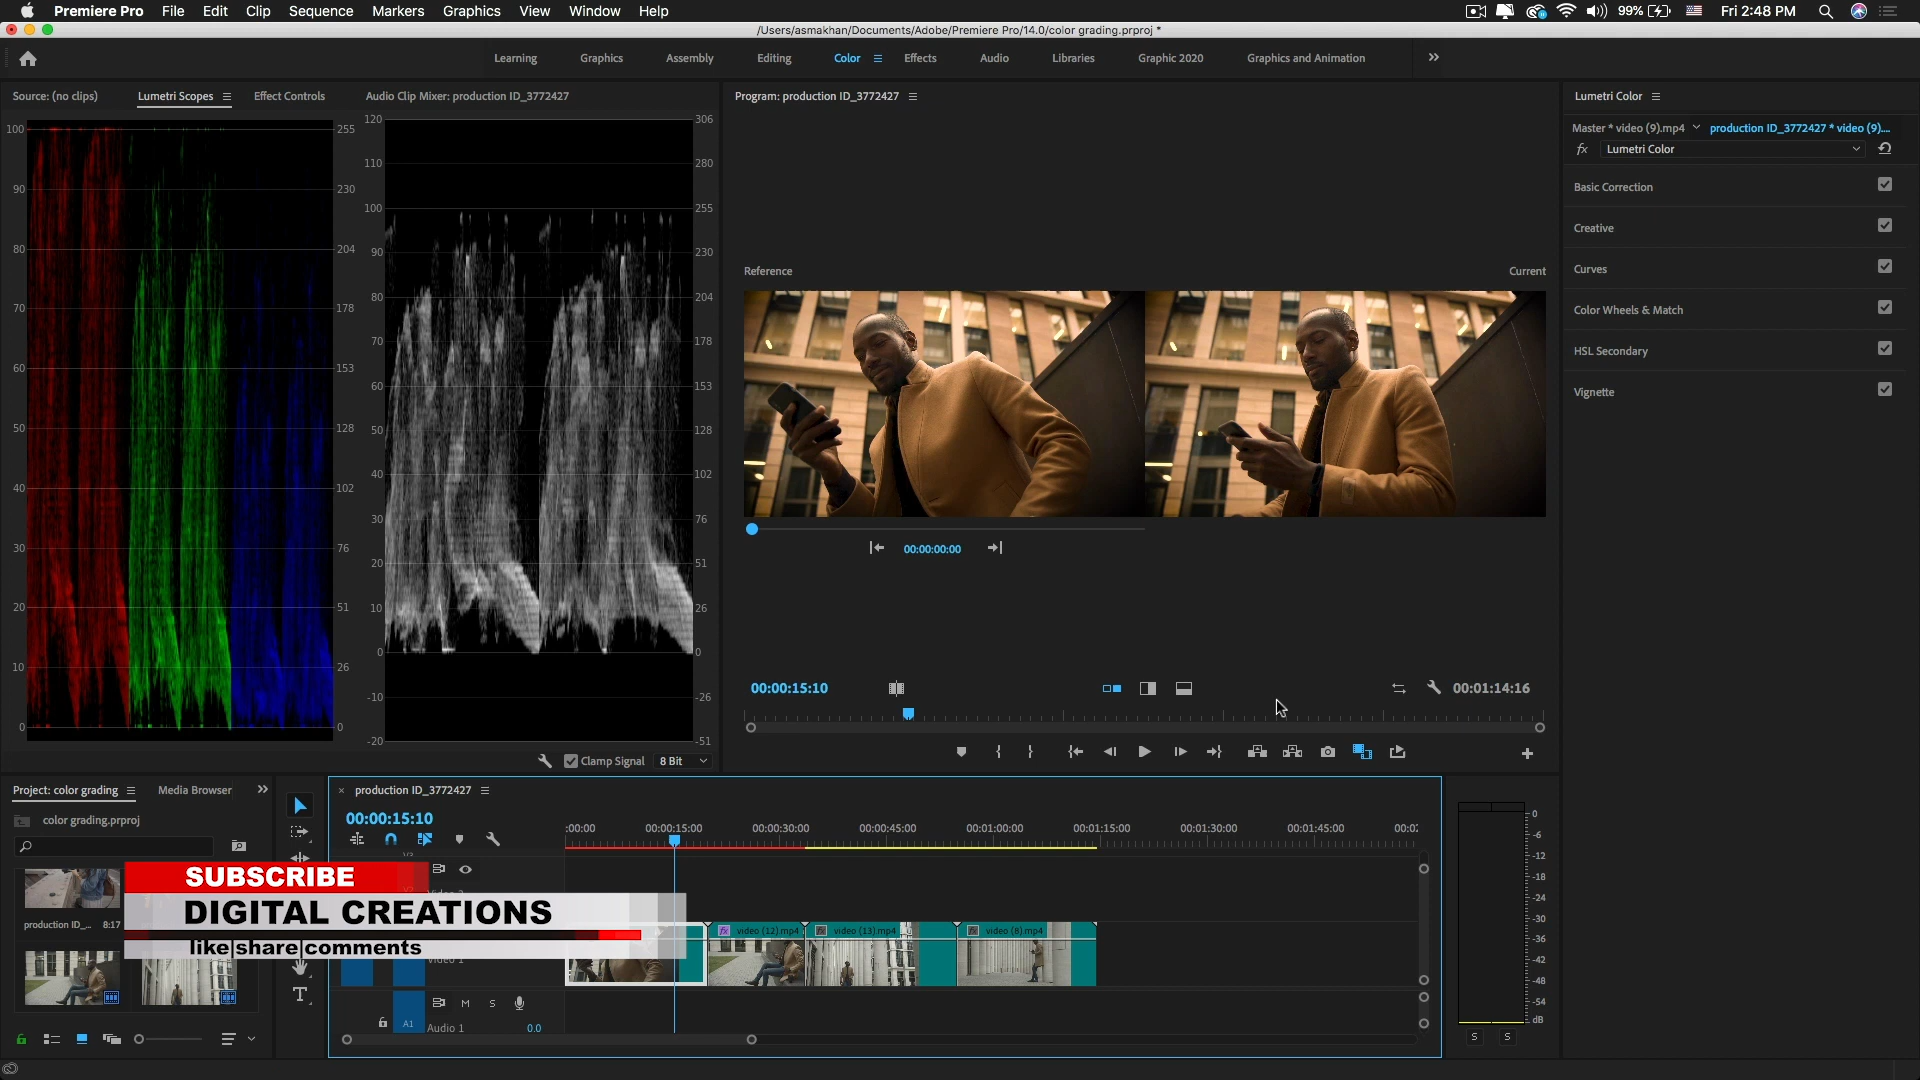 Premiere Pro File Edit Clip Sequence Markers Graphics View Window Help
99% Fri 2:48 PM
/Users/asmakhan/Documents/Adobe/Premiere Pro/14.0/color grading.prproj *
Learning Graphics Assembly Editing Color Effects Audio Libraries Graphic 2020 Graphics and Animation
Source: (no clips) Lumetri Scopes Effect Controls Audio Clip Mixer: production ID_3772427
Program: production ID_3772427
Lumetri Color
Master * video (9).mp4 production ID_3772427 * video (9)....
fx Lumetri Color
Basic Correction
Creative
Curves
Color Wheels & Match
HSL Secondary
Vignette
100 90 80 70 60 50 40 30 20 10 0
255 230 204 178 153 128 102 76 51 26 0
120 110 100 90 80 70 60 50 40 30 20 10 0 -10 -20
306 280 255 230 204 178 153 128 102 76 51 26 0 -26 -51
Clamp Signal 8 Bit
Reference Current
00:00:00:00
00:00:15:10 00:01:14:16
Project: color grading Media Browser
color grading.prproj
production ID_... 8:17
production ID_3772427
00:00:15:10
:00:00 00:00:15:00 00:00:30:00 00:00:45:00 00:01:00:00 00:01:15:00 00:01:30:00 00:01:45:00 00:02:
SUBSCRIBE
DIGITAL CREATIONS
like|share|comments
fx video (12).mp4 fx video (13).mp4 fx video (8).mp4
Video 1
M S
A1 Audio 1 0.0
0 -6 -12 -18 -24 -30 -36 -42 -48 -54 dB
S S